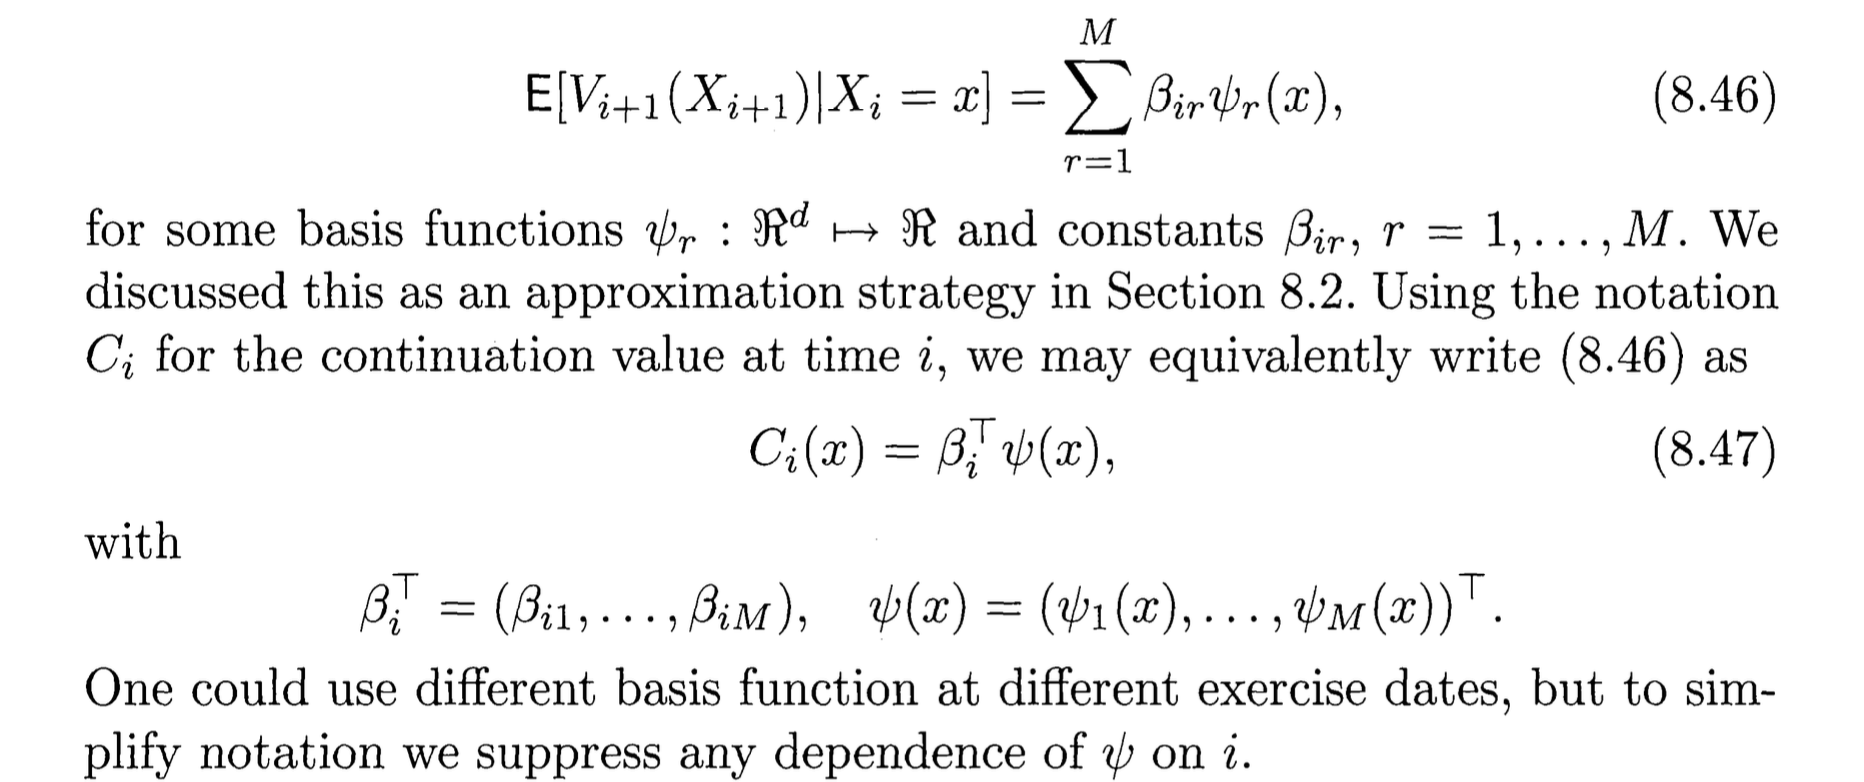 E[V_{i+1}(X_{i+1})|X_i = x] = \sum_{r=1}^{M} β_{ir}ψ_r(x), (8.46)
for some basis functions ψ_r : ℜ^d ↦ ℜ and constants β_{ir}, r = 1, . . . , M. We
discussed this as an approximation strategy in Section 8.2. Using the notation
C_i for the continuation value at time i, we may equivalently write (8.46) as
C_i(x) = β_i^⊤ψ(x), (8.47)
with
β_i^⊤ = (β_{i1}, . . . , β_{iM}), ψ(x) = (ψ_1(x), . . . , ψ_M(x))^⊤.
One could use different basis function at different exercise dates, but to sim-
plify notation we suppress any dependence of ψ on i.